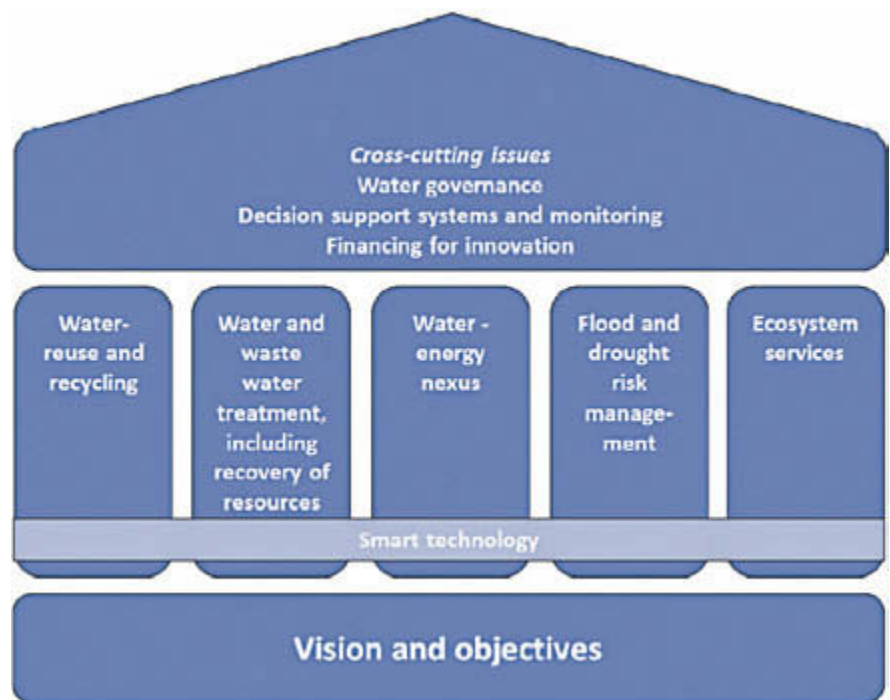 Cross-cutting issues
Water governance
Decision support systems and monitoring
Financing for innovation
Water-
reuse and
recycling
Water and
waste
water
treatment,
including
recovery of
resources
Water -
energy
nexus
Flood and
drought
risk
manage-
ment
Ecosystem
services
Smart technology
Vision and objectives